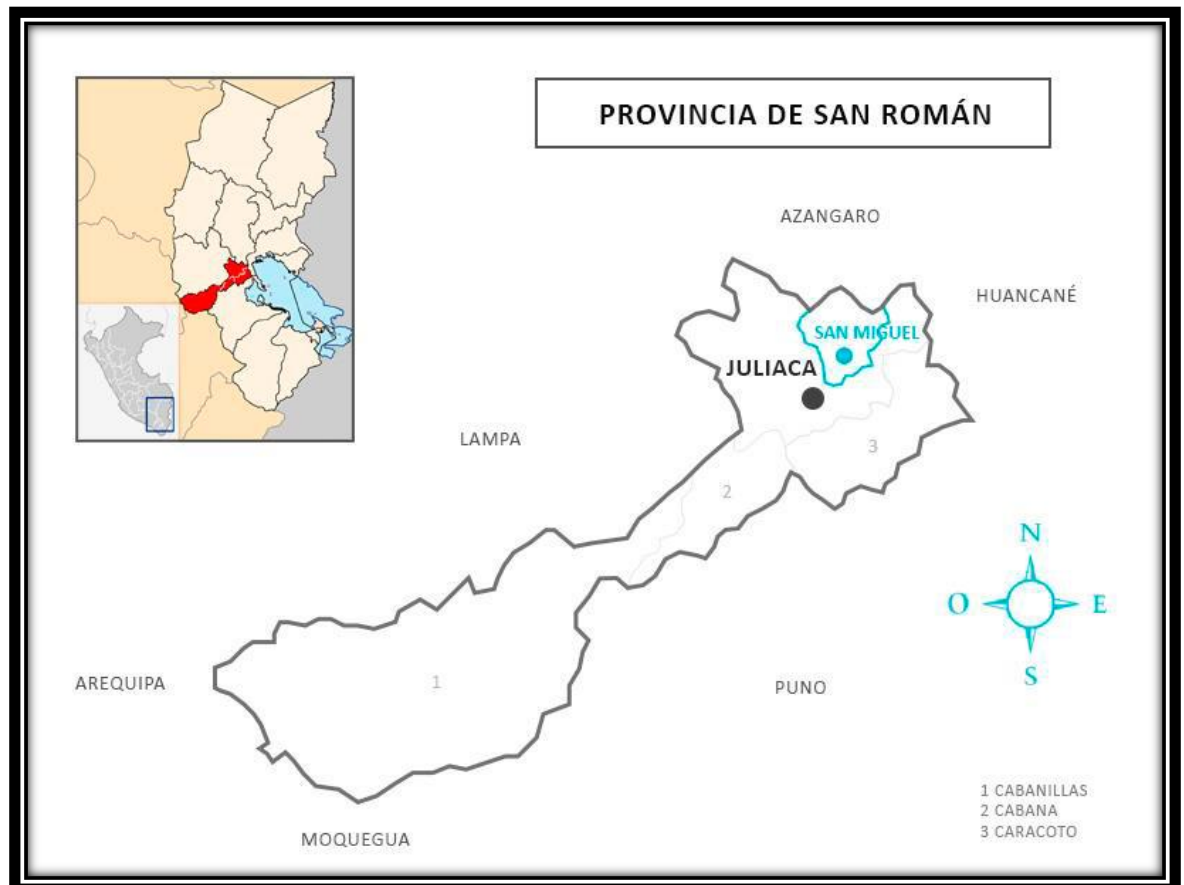 PROVINCIA DE SAN ROMÁN
AZANGARO
HUANCANÉ
SAN MIGUEL
JULIACA
LAMPA
3
2
N
O
E
S
AREQUIPA
1
PUNO
1 CABANILLAS
2 CABANA
3 CARACOTO
MOQUEGUA